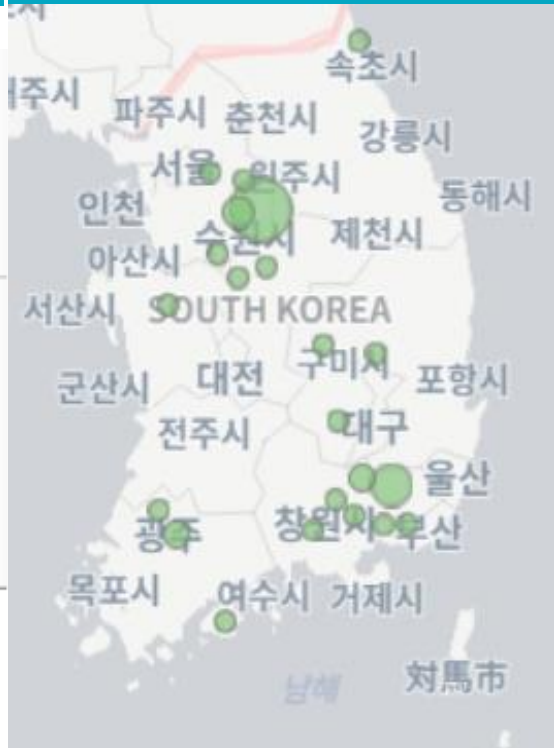 속초시
주시
파주시 춘천시
강릉시
서울 원주시
인천 동해시
수원시 제천시
아산시
서산시 SOUTH KOREA
군산시 대전 구미시 포항시
전주시 대구
울산
광주 창원시 부산
목포시 여수시 거제시
남해 対馬市